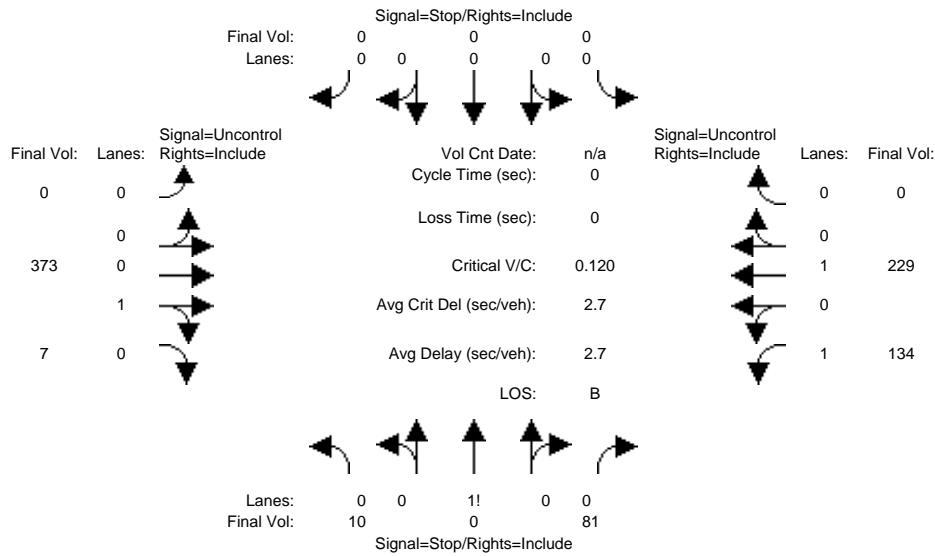 Signal=Stop/Rights=Include
Final Vol: 0 0 0
Lanes: 0 0 0 0 0
Signal=Uncontrol
Final Vol: Lanes: Rights=Include
Vol Cnt Date: n/a
Signal=Uncontrol
Rights=Include Lanes: Final Vol:
Cycle Time (sec): 0
0 0
0 0
Loss Time (sec): 0
0
0
373 0
Critical V/C: 0.120
1 229
1
Avg Crit Del (sec/veh): 2.7
0
7 0
Avg Delay (sec/veh): 2.7
1 134
LOS: B
Lanes: 0 0 1! 0 0
Final Vol: 10 0 81
Signal=Stop/Rights=Include